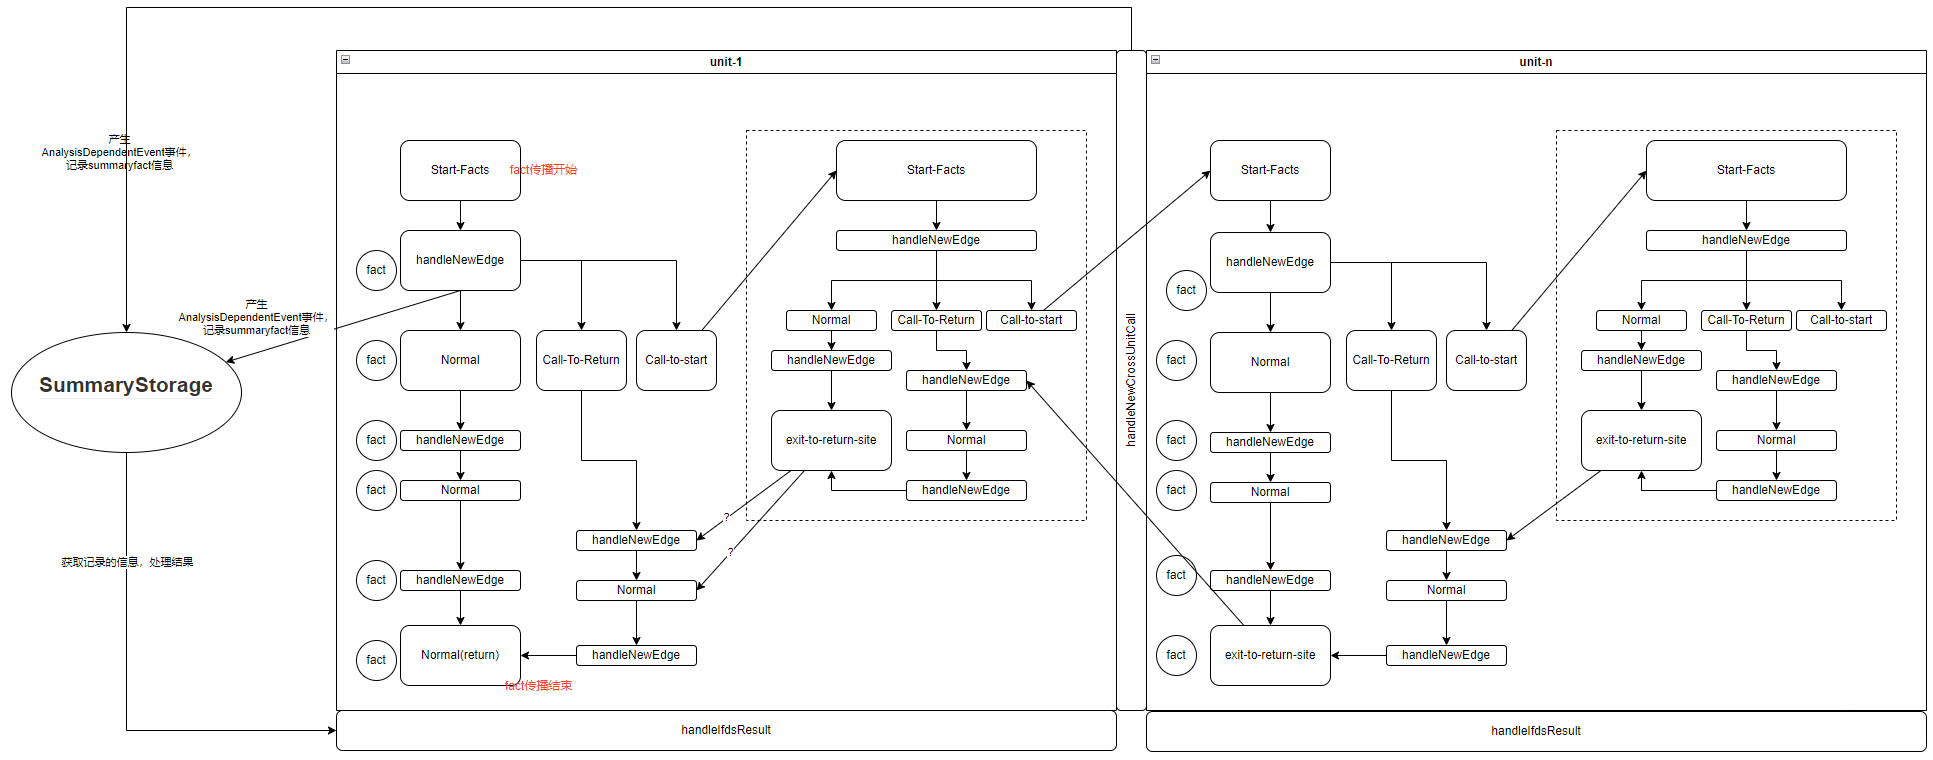 unit-1
unit-n
产生
AnalysisDependentEvent事件，
记录summaryfact信息
Start-Facts
fact传播开始
Start-Facts
Start-Facts
Start-Facts
handleNewEdge
handleNewEdge
handleNewEdge
handleNewEdge
fact
fact
产生
AnalysisDependentEvent事件，
记录summaryfact信息
Normal
Call-To-Return
Call-to-start
Normal
Call-To-Return
Call-to-start
handleNewCrossUnitCall
SummaryStorage
fact
Normal
Call-To-Return
Call-to-start
handleNewEdge
handleNewEdge
fact
Normal
Call-To-Return
Call-to-start
handleNewEdge
handleNewEdge
fact
handleNewEdge
exit-to-return-site
Normal
fact
handleNewEdge
exit-to-return-site
Normal
fact
Normal
handleNewEdge
fact
Normal
handleNewEdge
?
handleNewEdge
handleNewEdge
?
获取记录的信息，处理结果
fact
handleNewEdge
Normal
fact
handleNewEdge
Normal
fact
Normal(return)
handleNewEdge
fact
exit-to-return-site
handleNewEdge
fact传播结束
handleIfdsResult
handleIfdsResult